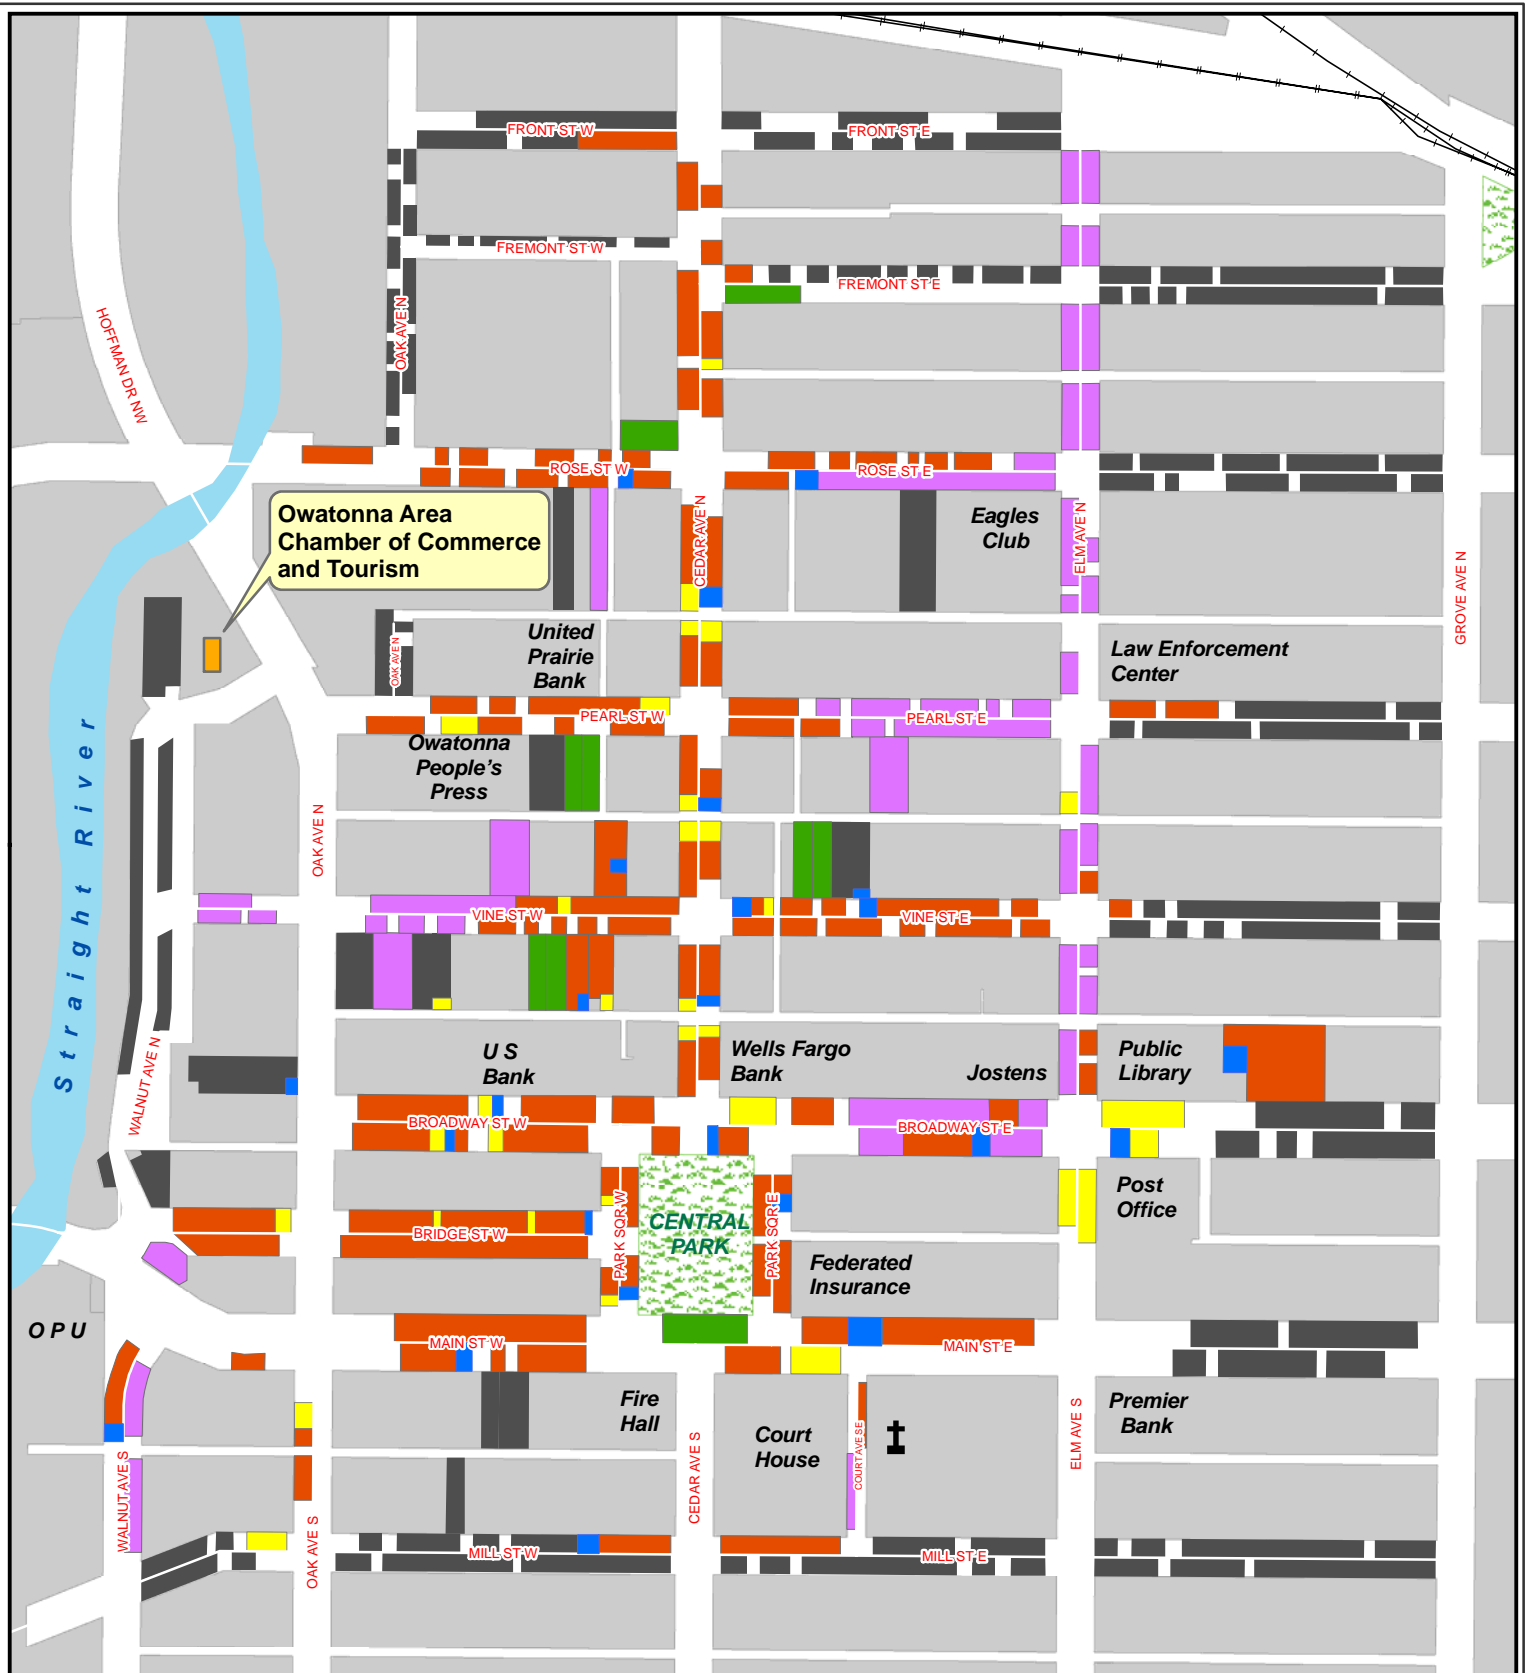 FRONT ST W
FRONT ST E
FREMONT ST W
FREMONT ST E
HOFFMAN DR NW
OAK AVE N
ROSE ST W
ROSE ST E
Owatonna Area
Chamber of Commerce
and Tourism
CEDAR AVE N
Eagles
Club
ELM AVE N
GROVE AVE N
OAK AVE N
United
Prairie
Bank
Law Enforcement
Center
PEARL ST W
PEARL ST E
Owatonna
People's
Press
Straight River
OAK AVE N
VINE ST W
VINE ST E
WALNUT AVE N
U S
Bank
Wells Fargo
Bank
Jostens
Public
Library
BROADWAY ST W
BROADWAY ST E
PARK SQR W
CENTRAL
PARK
PARK SQR E
Post
Office
BRIDGE ST W
Federated
Insurance
O P U
MAIN ST W
MAIN ST E
Fire
Hall
Court
House
COURT AVE SE
Premier
Bank
WALNUT AVE S
OAK AVE S
CEDAR AVE S
ELM AVE S
MILL ST W
MILL ST E